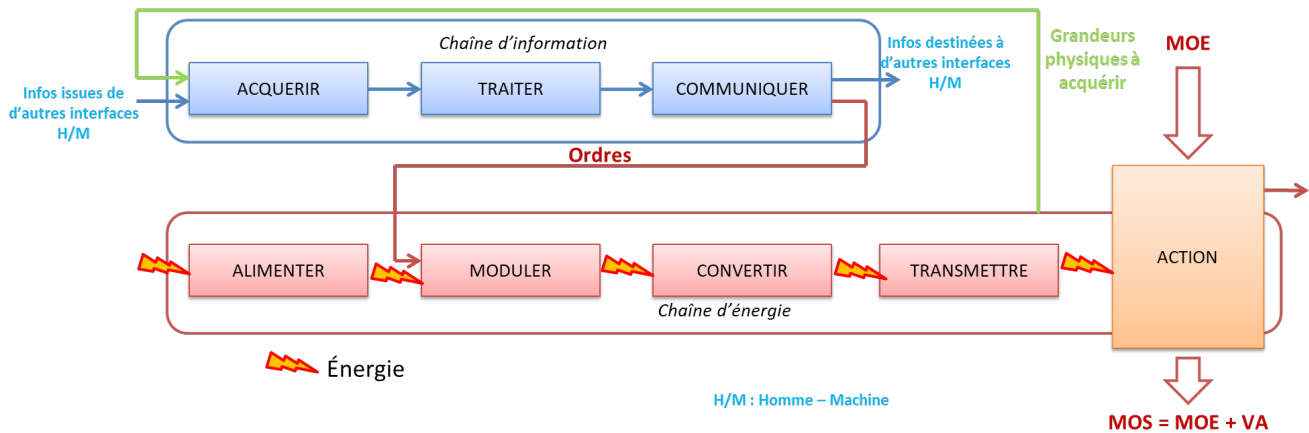 Chaîne d’information
Infos destinées à
d’autres interfaces
H/M
Grandeurs
physiques à
acquérir
MOE
Infos issues de
d’autres interfaces
H/M
ACQUERIR
TRAITER
COMMUNIQUER
Ordres
ALIMENTER
MODULER
CONVERTIR
TRANSMETTRE
ACTION
Chaîne d’énergie
Énergie
H/M : Homme – Machine
MOS = MOE + VA